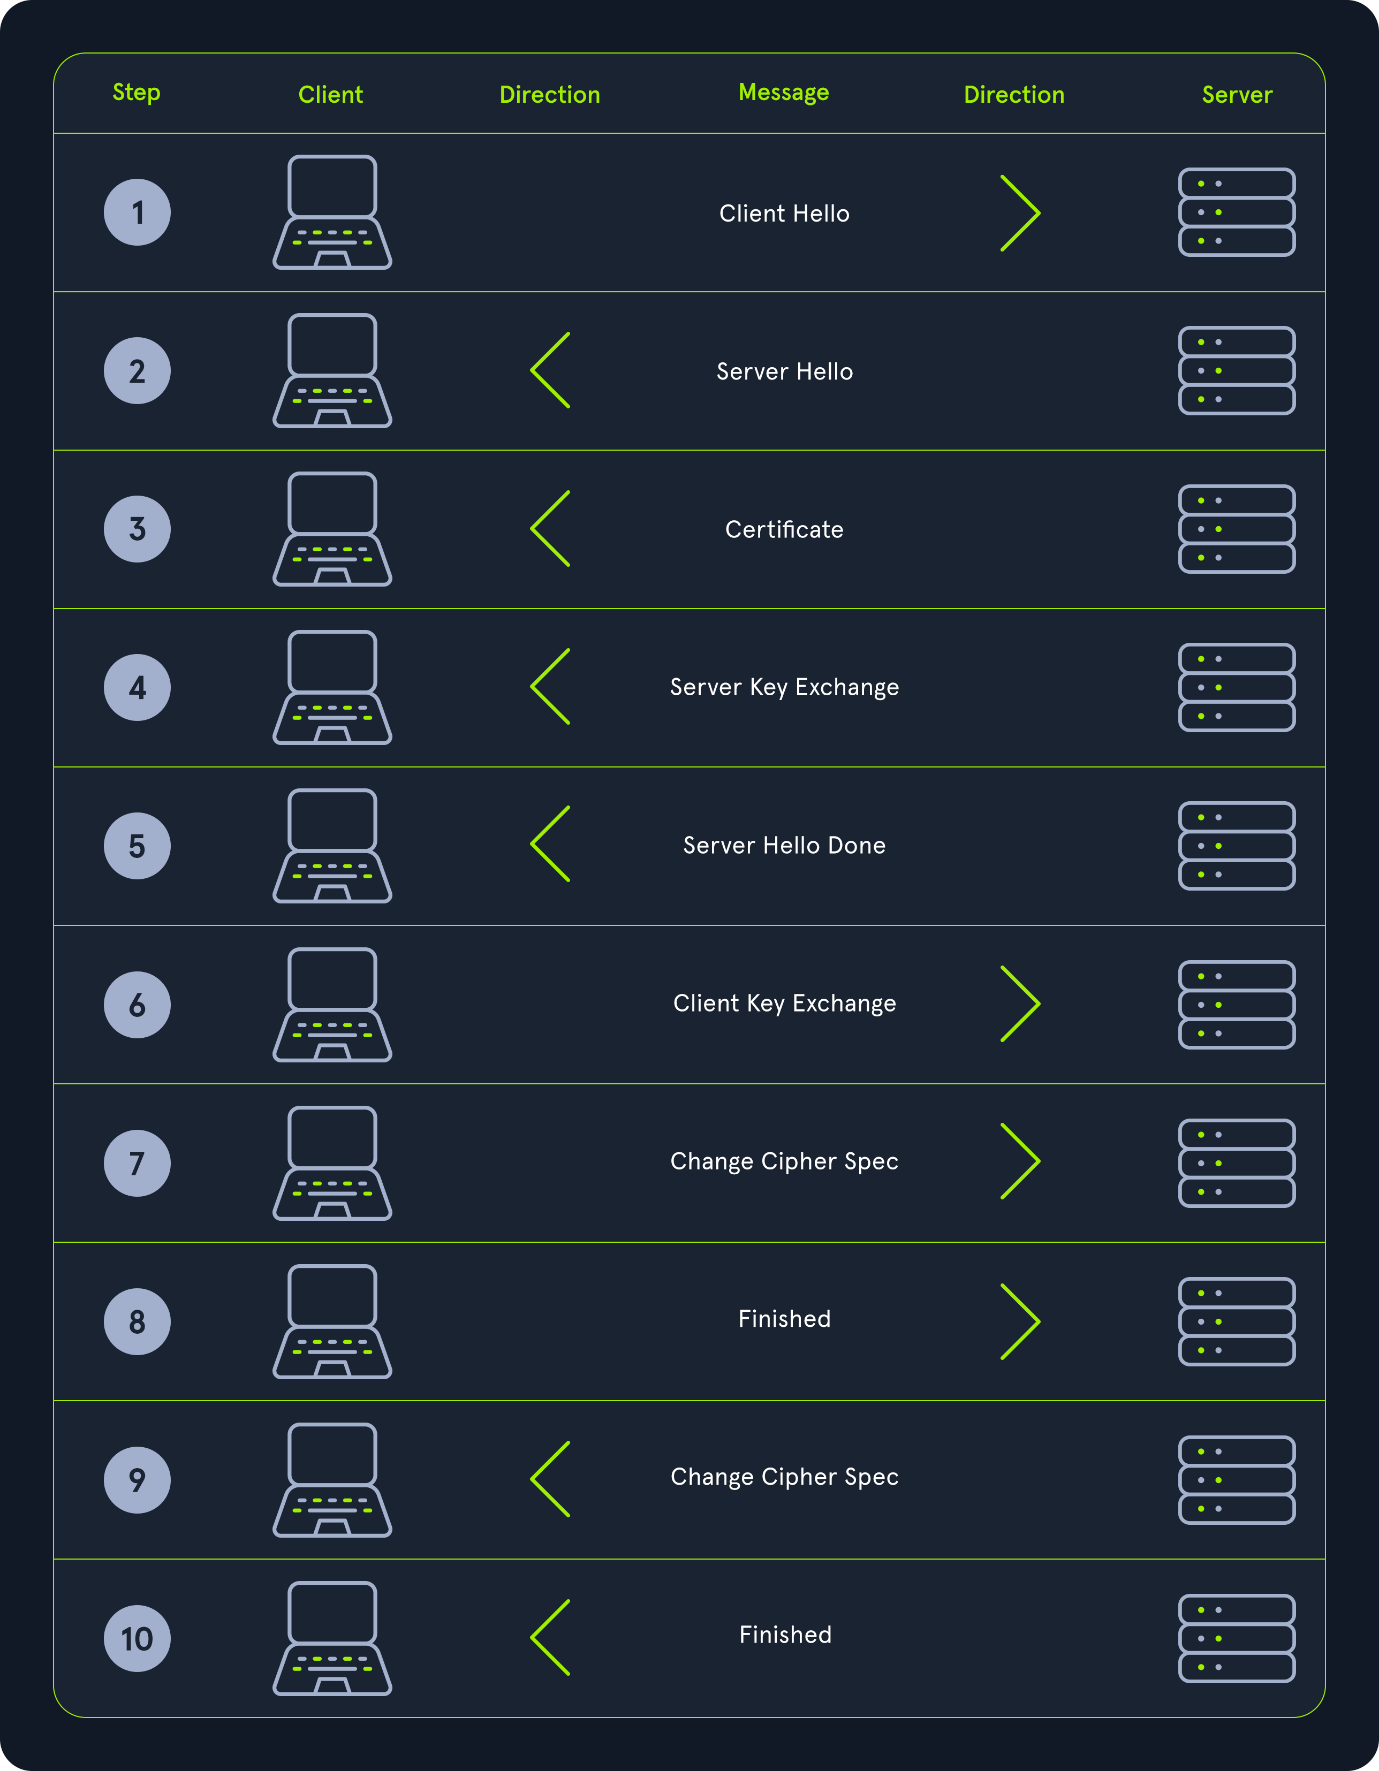 Step Client Direction Message Direction Server
1 Client Hello
2 Server Hello
3 Certificate
4 Server Key Exchange
5 Server Hello Done
6 Client Key Exchange
7 Change Cipher Spec
8 Finished
9 Change Cipher Spec
10 Finished